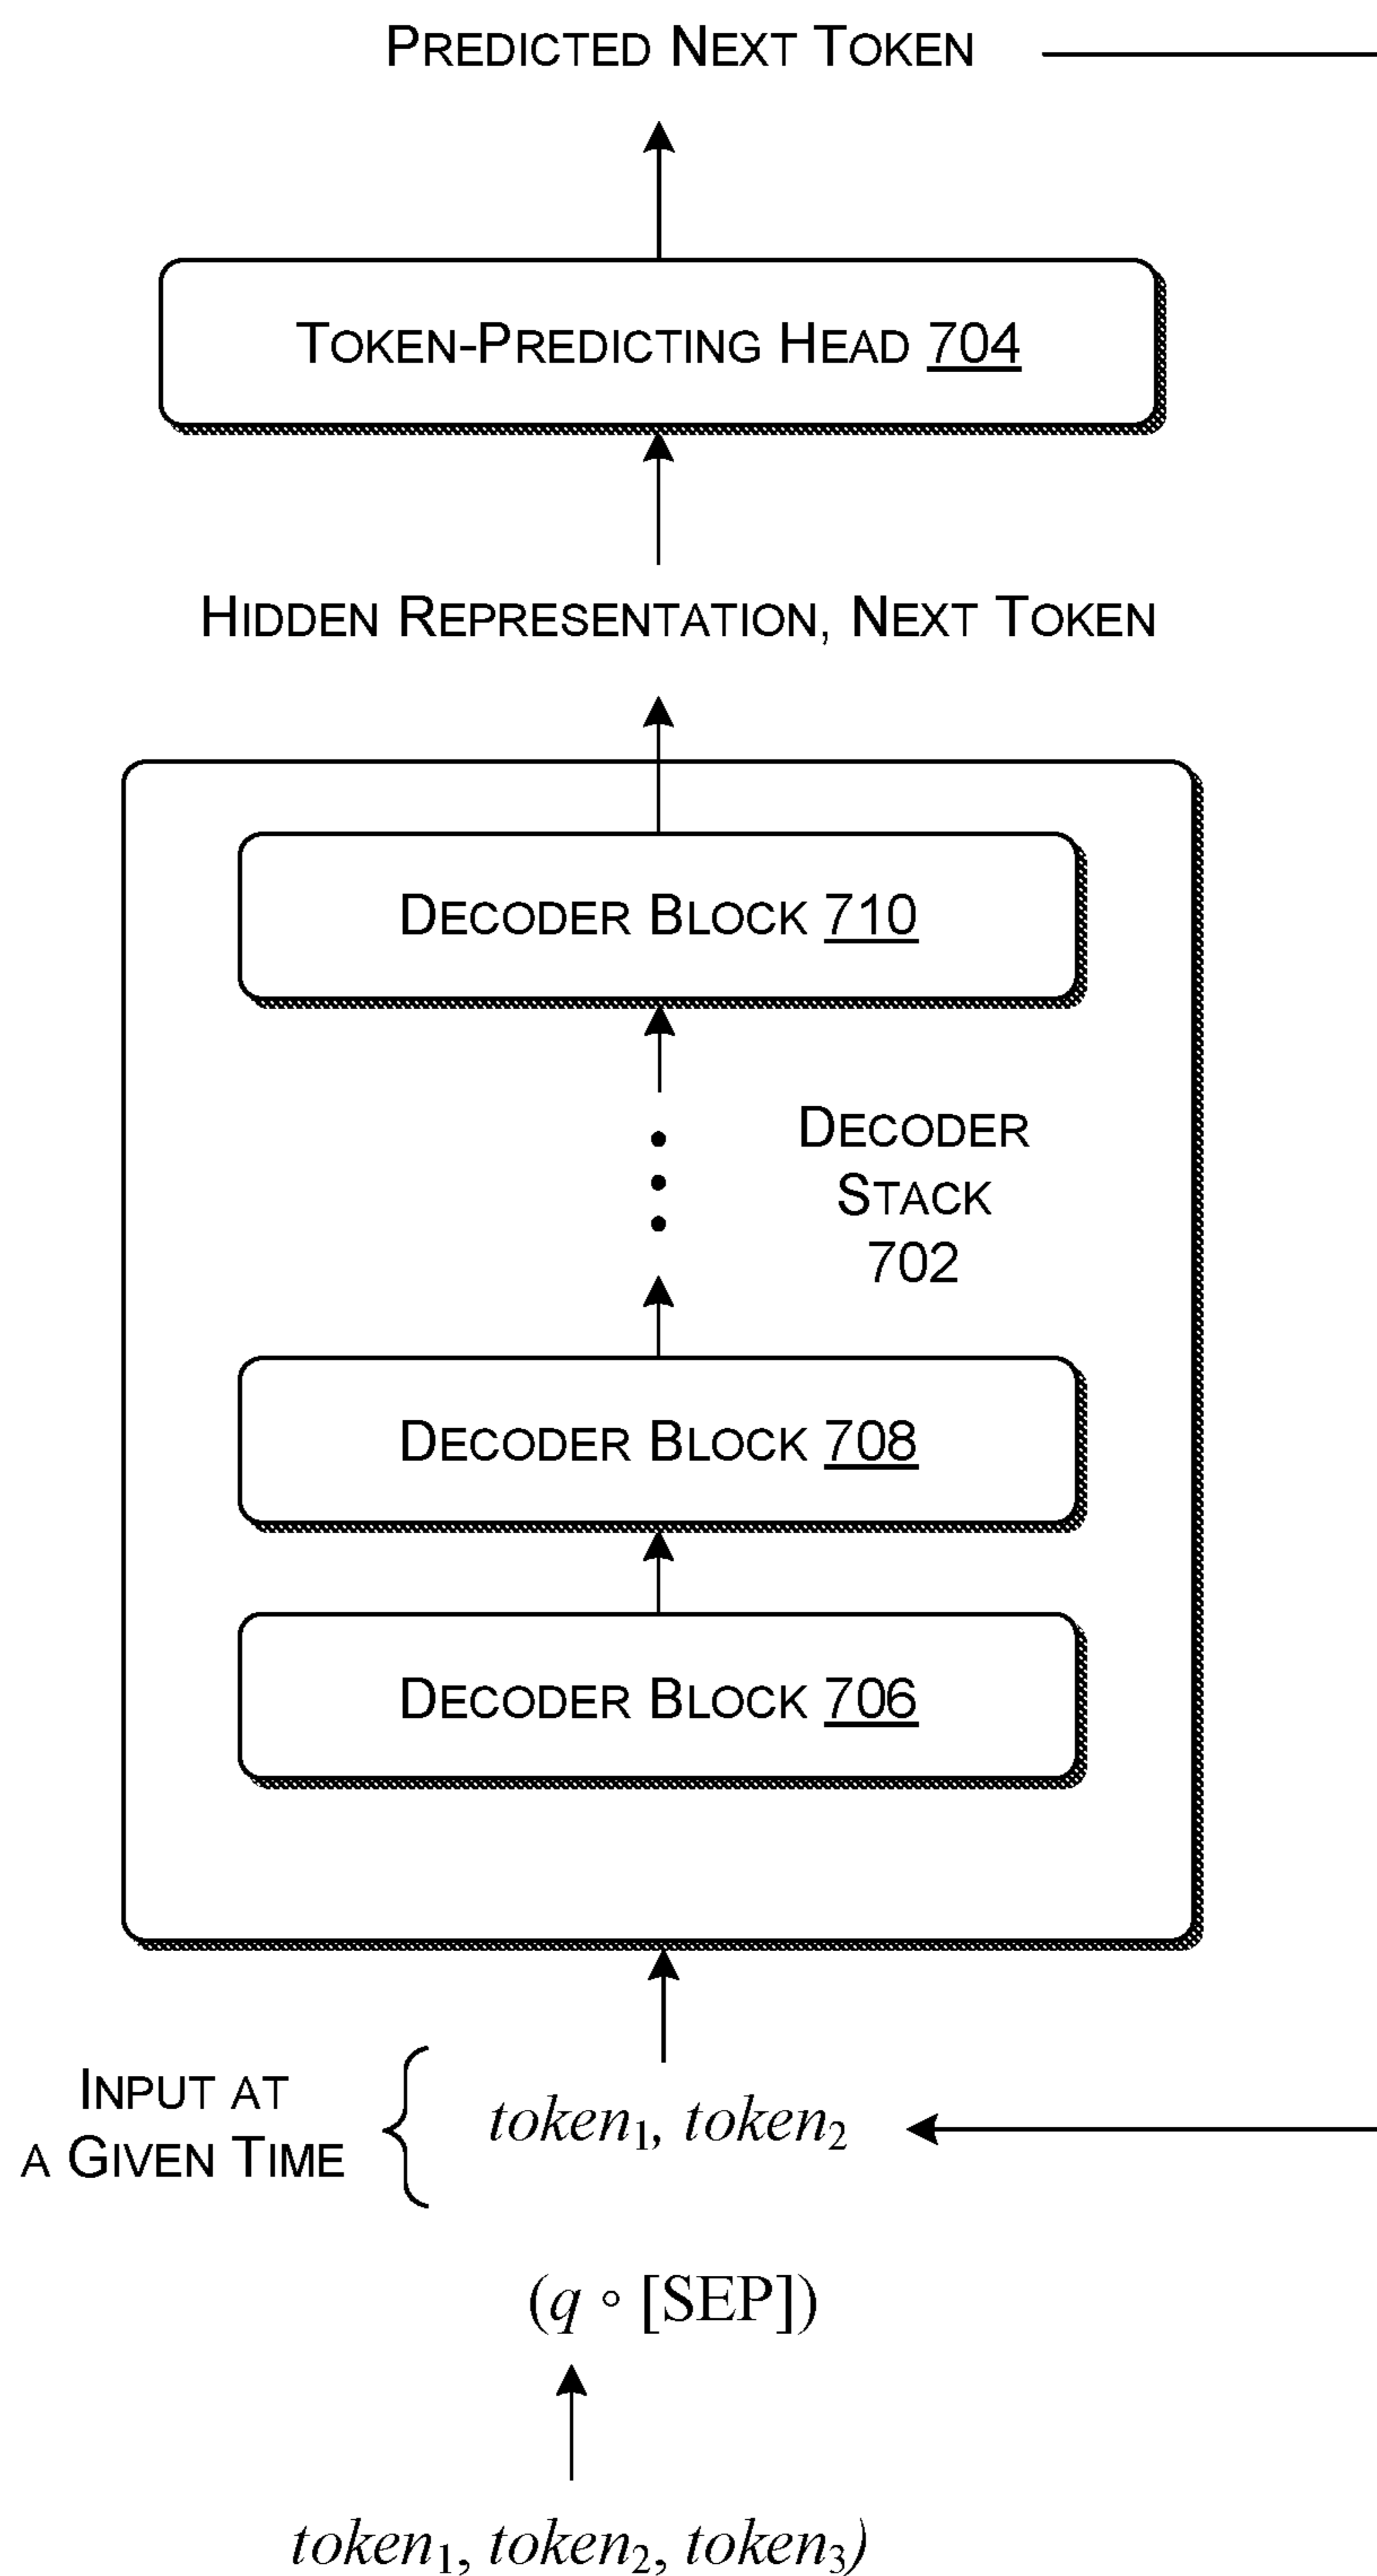 PREDICTED NEXT TOKEN
TOKEN-PREDICTING HEAD 704
HIDDEN REPRESENTATION, NEXT TOKEN
DECODER BLOCK 710
DECODER
STACK
702
DECODER BLOCK 708
DECODER BLOCK 706
INPUT AT
A GIVEN TIME
token₁, token₂
(q ∘ [SEP])
token₁, token₂, token₃)